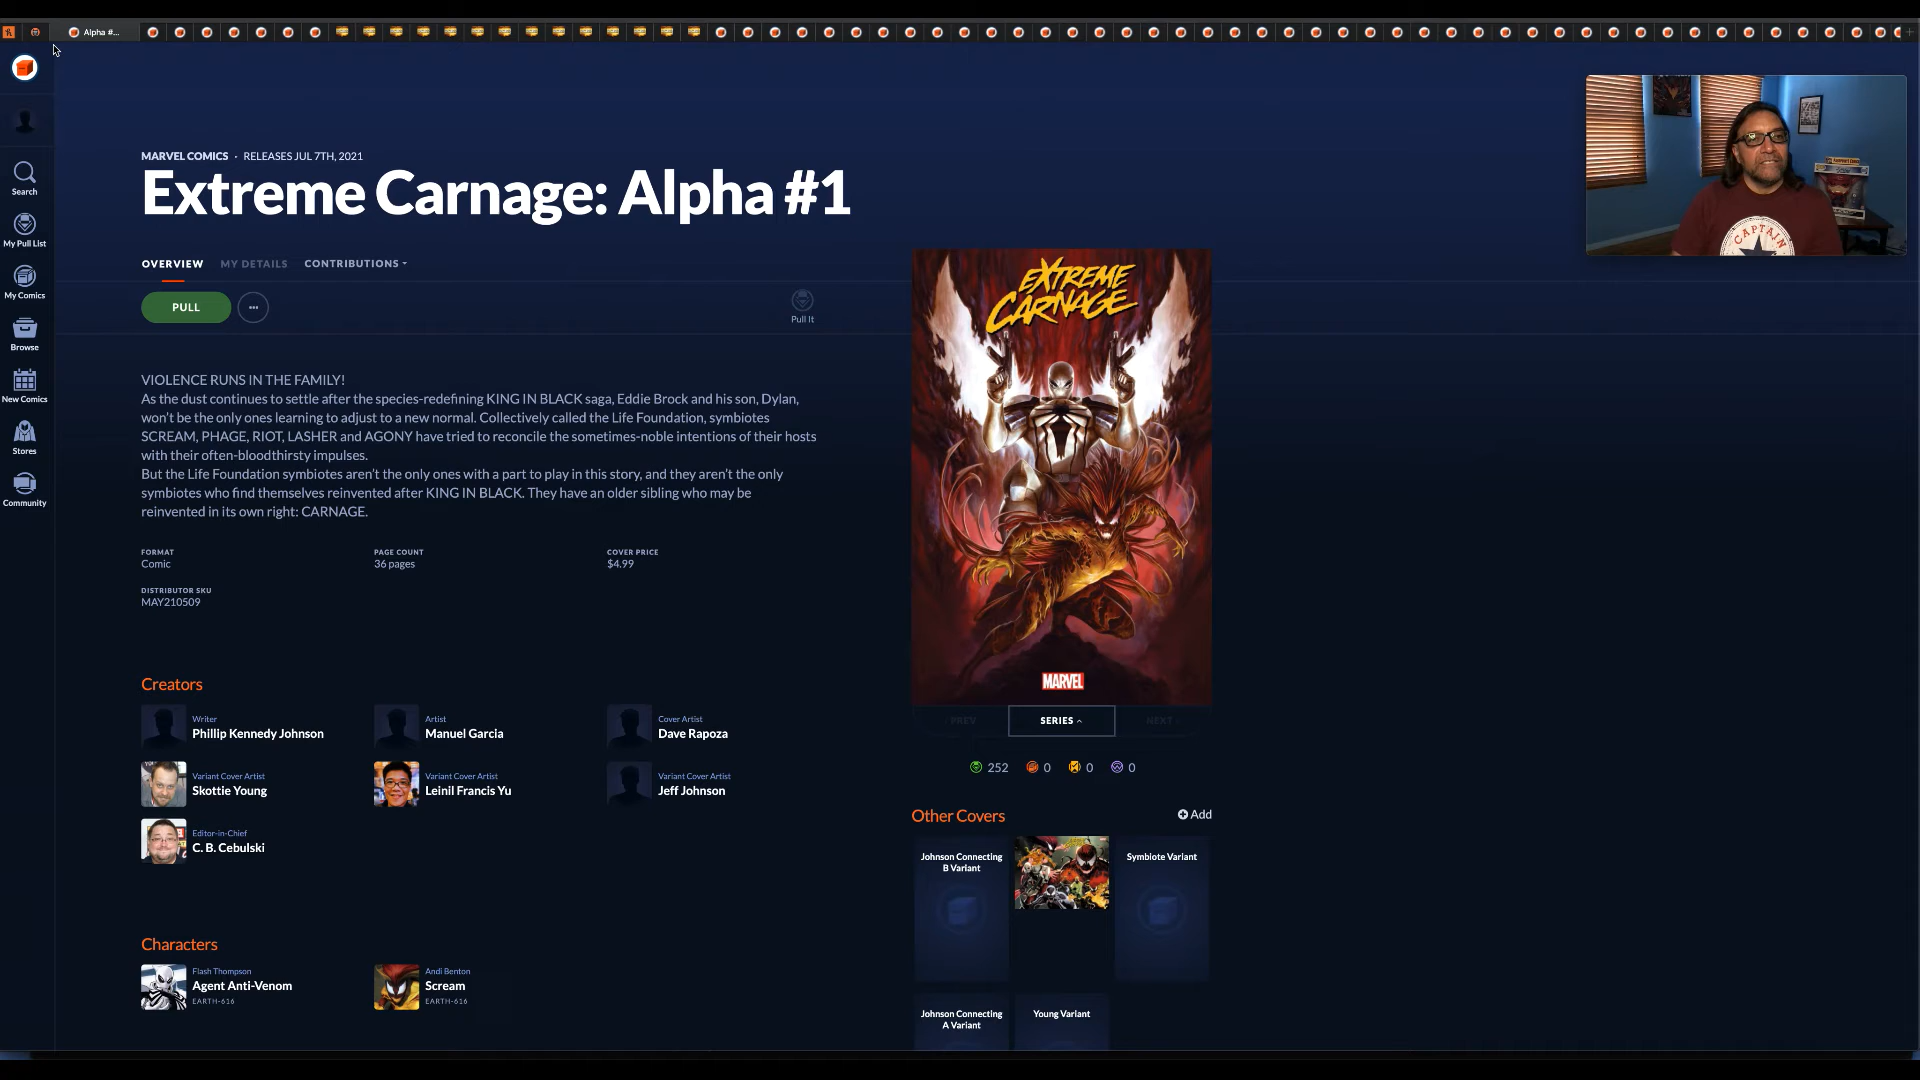 Alpha #...
MARVEL COMICS · RELEASES JUL 7TH, 2021
Extreme Carnage: Alpha #1
OVERVIEW MY DETAILS CONTRIBUTIONS
PULL
Pull It
Search
My Pull List
My Comics
Browse
New Comics
Stores
Community
VIOLENCE RUNS IN THE FAMILY!
As the dust continues to settle after the species-redefining KING IN BLACK saga, Eddie Brock and his son, Dylan,
won't be the only ones learning to adjust to a new normal. Collectively called the Life Foundation, symbiotes
SCREAM, PHAGE, RIOT, LASHER and AGONY have tried to reconcile the sometimes-noble intentions of their hosts
with their often-bloodthirsty impulses.
But the Life Foundation symbiotes aren't the only ones with a part to play in this story, and they aren't the only
symbiotes who find themselves reinvented after KING IN BLACK. They have an older sibling who may be
reinvented in its own right: CARNAGE.
FORMAT
Comic
PAGE COUNT
36 pages
COVER PRICE
$4.99
DISTRIBUTOR SKU
MAY210509
Creators
Writer
Phillip Kennedy Johnson
Artist
Manuel Garcia
Cover Artist
Dave Rapoza
Variant Cover Artist
Skottie Young
Variant Cover Artist
Leinil Francis Yu
Variant Cover Artist
Jeff Johnson
Editor-in-Chief
C. B. Cebulski
Characters
Flash Thompson
Agent Anti-Venom
EARTH-616
Andi Benton
Scream
EARTH-616
EXTREME
CARNAGE
MARVEL
PREV SERIES NEXT
252 0 0 0
Other Covers
Add
Johnson Connecting
B Variant
Symbiote Variant
Johnson Connecting
A Variant
Young Variant
CAPTAIN